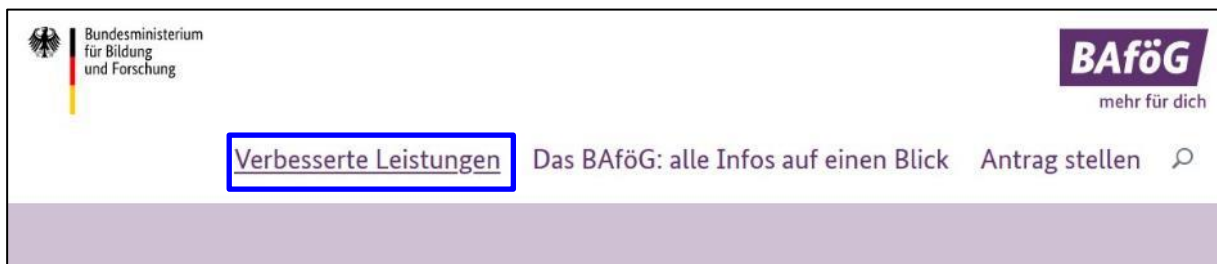 Bundesministerium
für Bildung
und Forschung
BAföG
mehr für dich
Verbesserte Leistungen Das BAföG: alle Infos auf einen Blick Antrag stellen